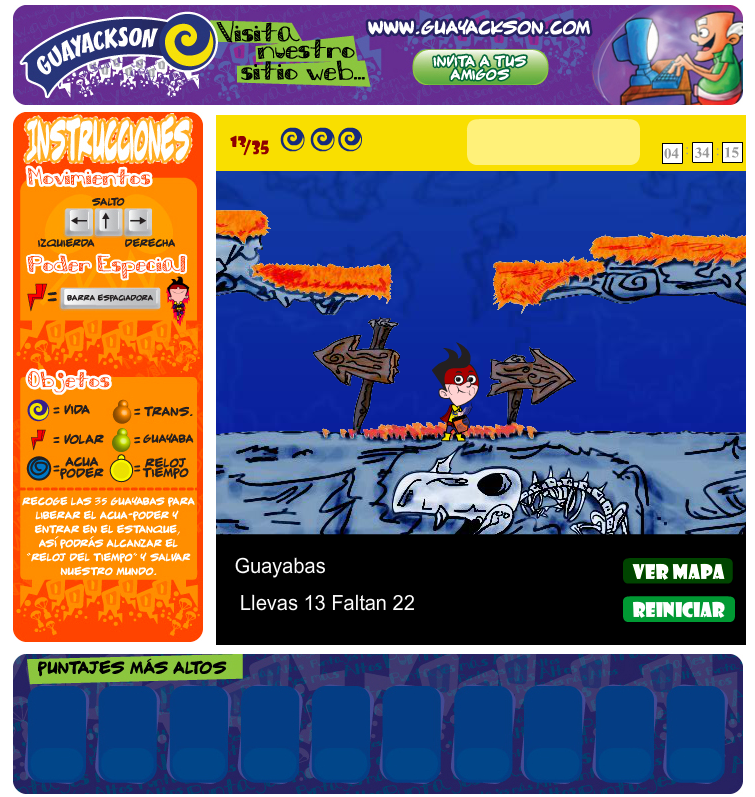 GUAYACKSON
Visita
nuestro
sitio web...
WWW.GUAYACKSON.COM
INVITA A TUS
AMIGOS
INSTRUCCIONES
Movimientos
SALTO
IZQUIERDA DERECHA
Poder Especial
= BARRA ESPACIADORA
Objetos
= VIDA = TRANS.
= VOLAR = GUAYABA
= AGUA PODER = RELOJ TIEMPO
RECOGE LAS 35 GUAYABAS PARA
LIBERAR EL AGUA-PODER Y
ENTRAR EN EL ESTANQUE,
ASÍ PODRÁS ALCANZAR EL
"RELOJ DEL TIEMPO" Y SALVAR
NUESTRO MUNDO.
13/35
04 : 34 : 15
Guayabas
Llevas 13 Faltan 22
VER MAPA
REINICIAR
PUNTAJES MÁS ALTOS